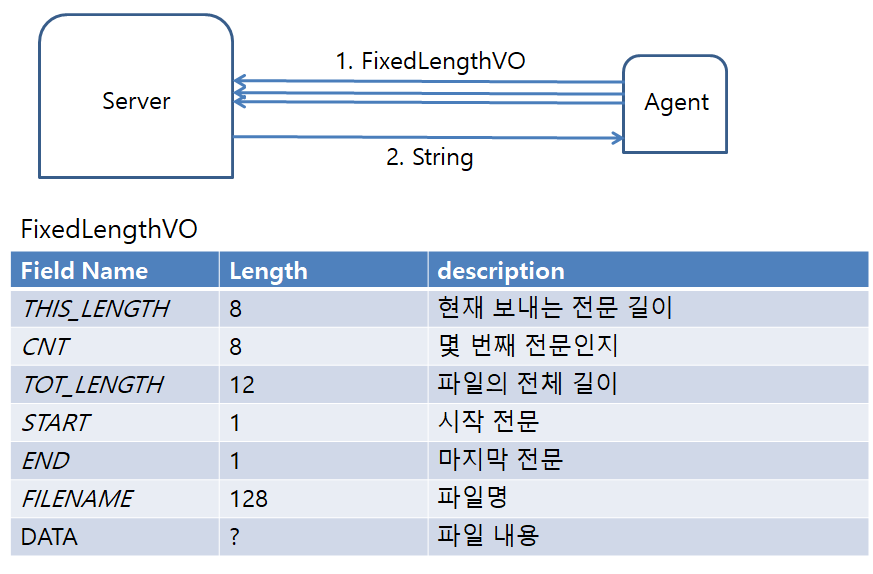 1. FixedLengthVO
Server
Agent
2. String
FixedLengthVO
Field Name Length description
THIS_LENGTH 8 현재 보내는 전문 길이
CNT 8 몇 번째 전문인지
TOT_LENGTH 12 파일의 전체 길이
START 1 시작 전문
END 1 마지막 전문
FILENAME 128 파일명
DATA ? 파일 내용